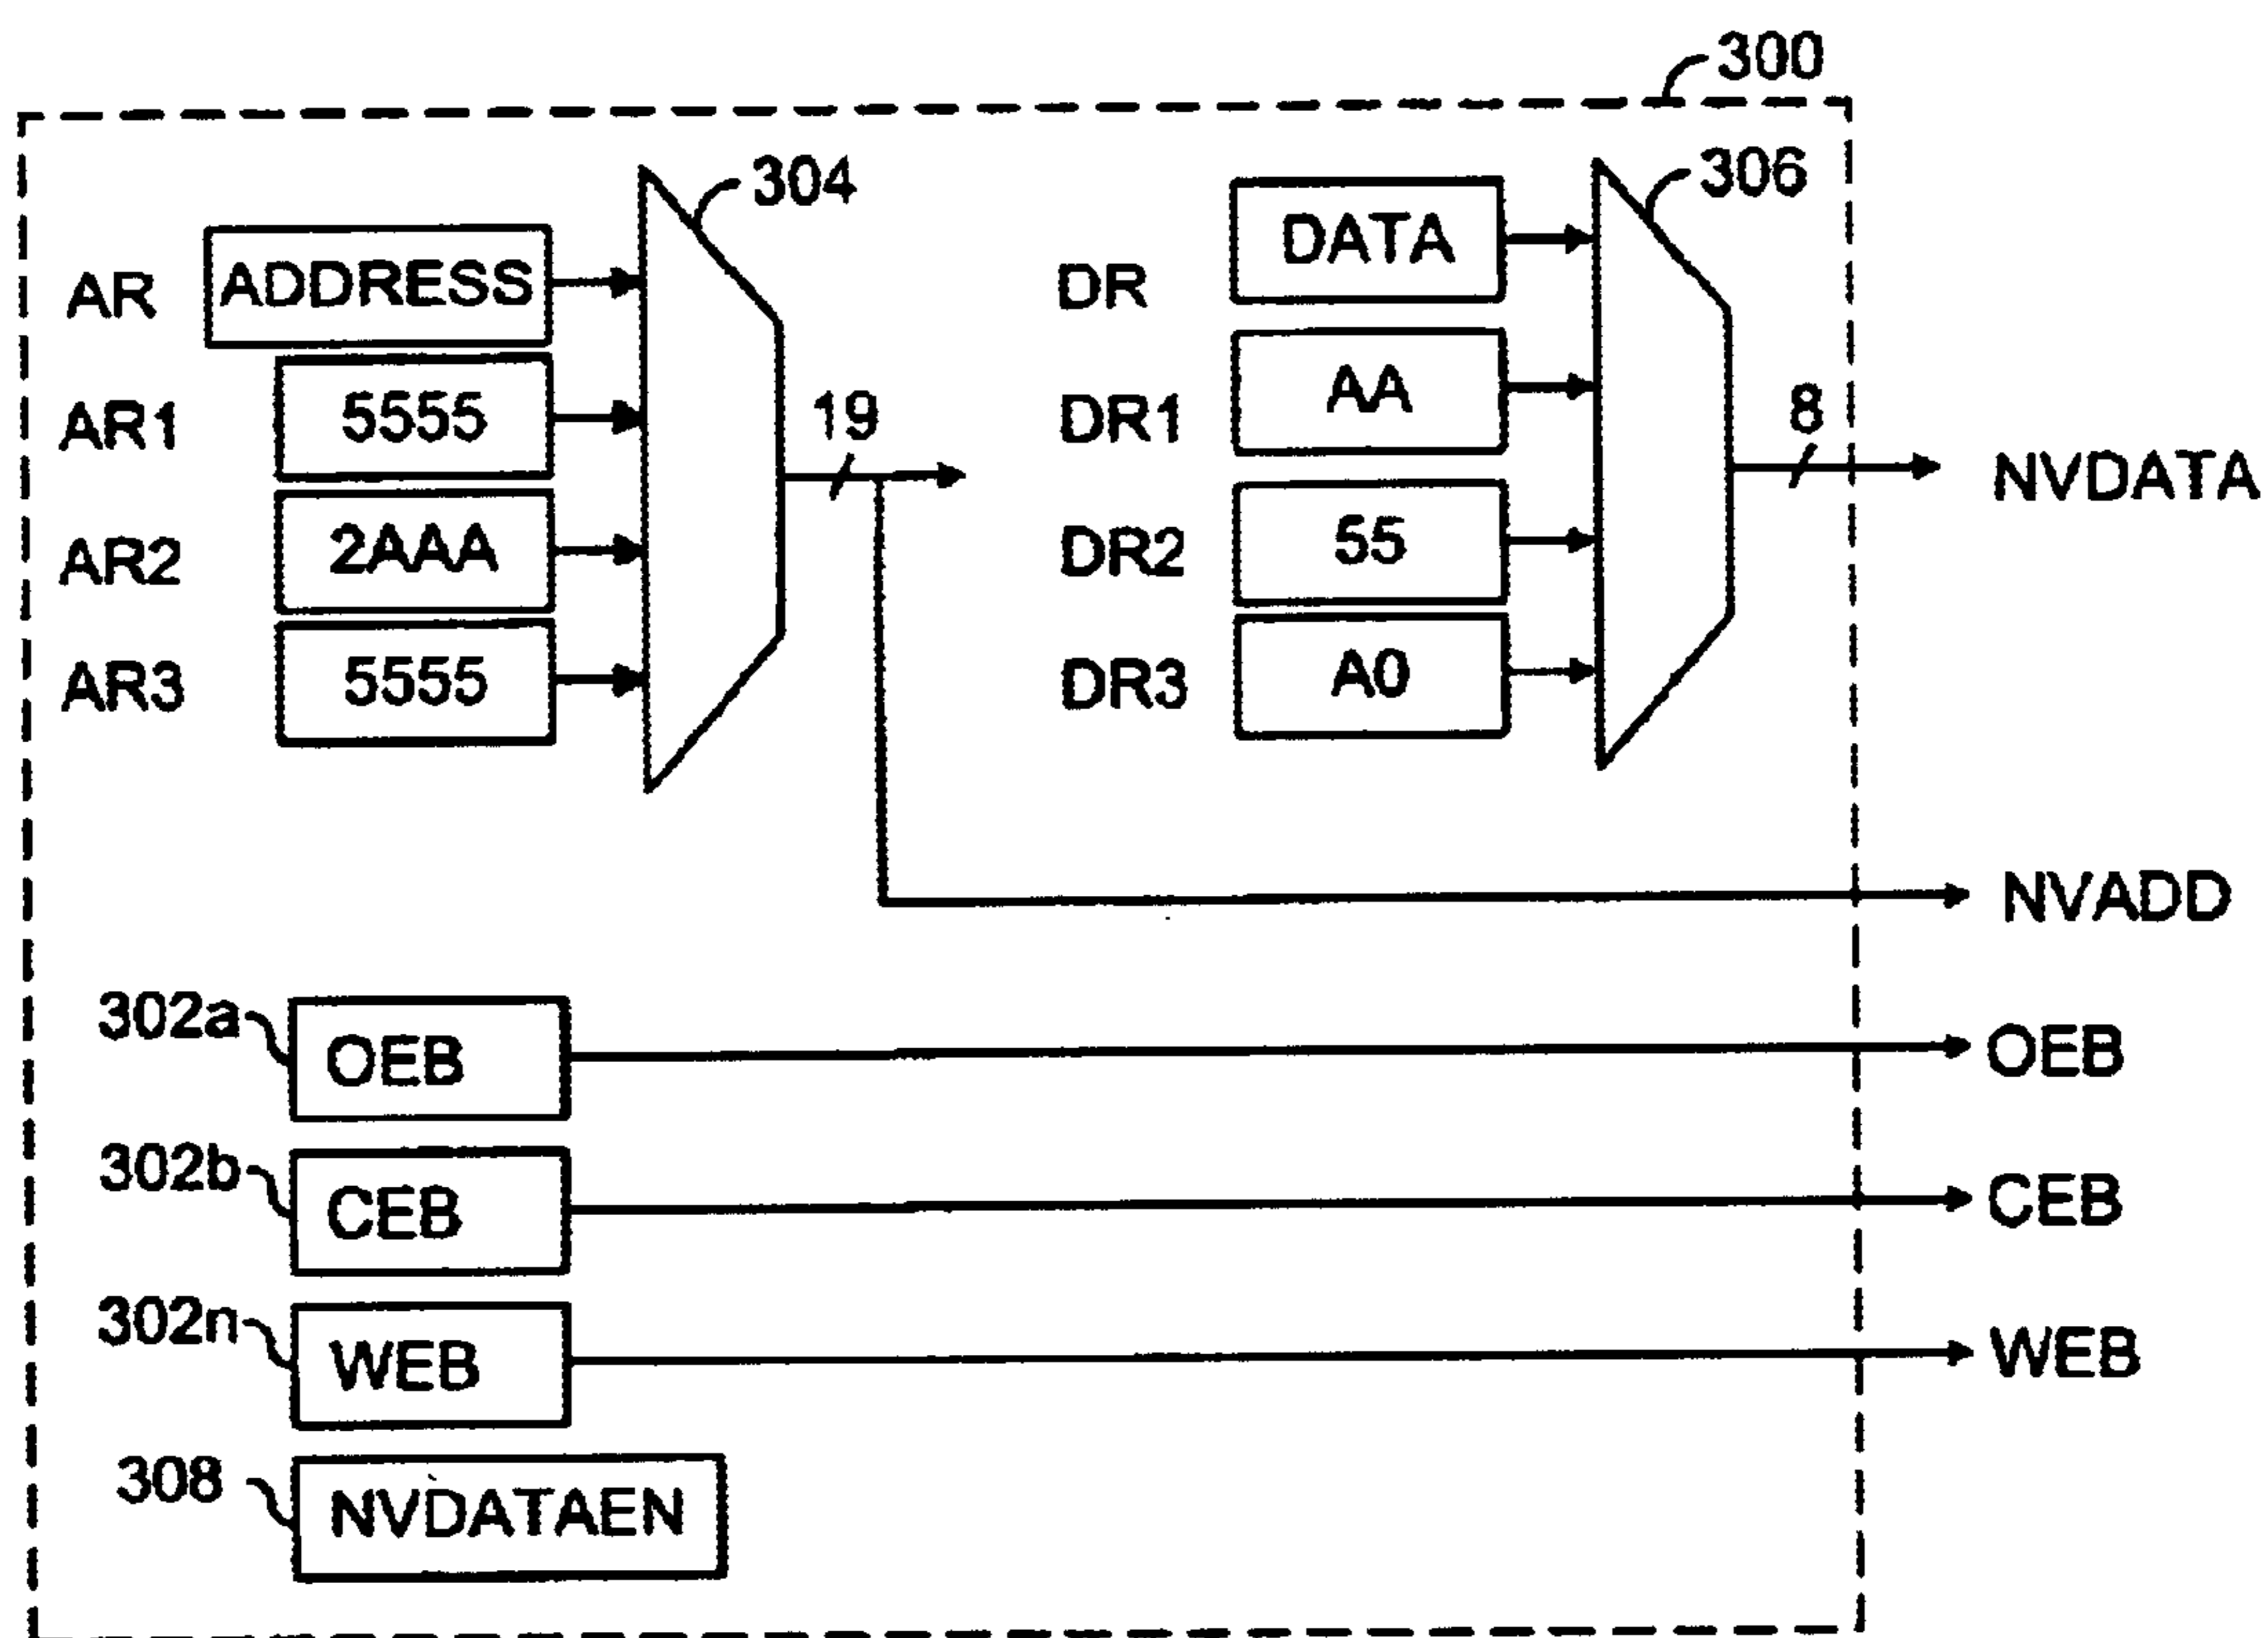 300
304
306
AR ADDRESS
DR DATA
AR1 5555
19
DR1 AA
8
NVDATA
AR2 2AAA
DR2 55
AR3 5555
DR3 A0
NVADD
302a OEB OEB
302b CEB CEB
302n WEB WEB
308 NVDATAEN